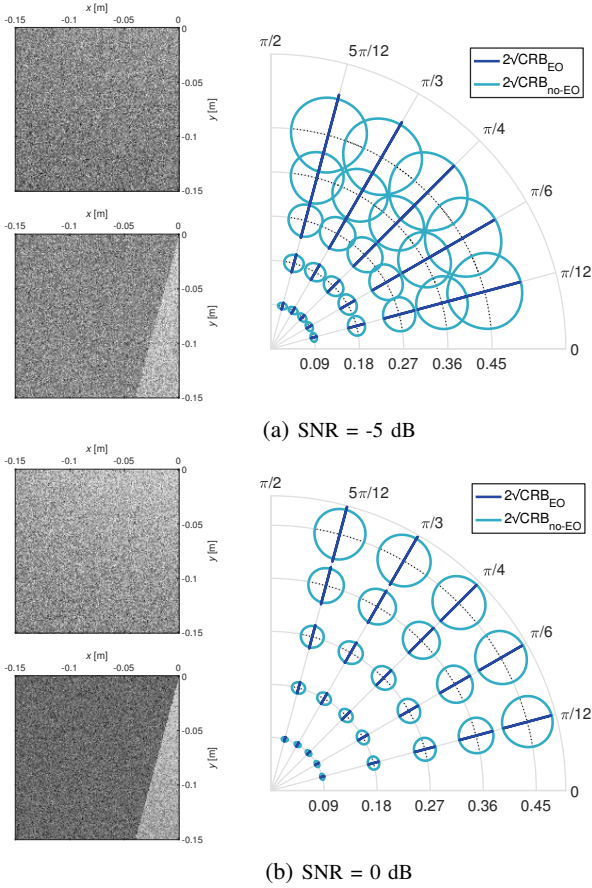 x [m]
-0.15 -0.1 -0.05 0
0
-0.05
y [m]
-0.1
-0.15
x [m]
-0.15 -0.1 -0.05 0
0
-0.05
y [m]
-0.1
-0.15
π/2
5π/12
π/3
π/4
π/6
π/12
0
0.09 0.18 0.27 0.36 0.45
2√CRB_EO
2√CRB_no-EO
(a) SNR = -5 dB
x [m]
-0.15 -0.1 -0.05 0
0
-0.05
y [m]
-0.1
-0.15
x [m]
-0.15 -0.1 -0.05 0
0
-0.05
y [m]
-0.1
-0.15
π/2
5π/12
π/3
π/4
π/6
π/12
0
0.09 0.18 0.27 0.36 0.45
2√CRB_EO
2√CRB_no-EO
(b) SNR = 0 dB